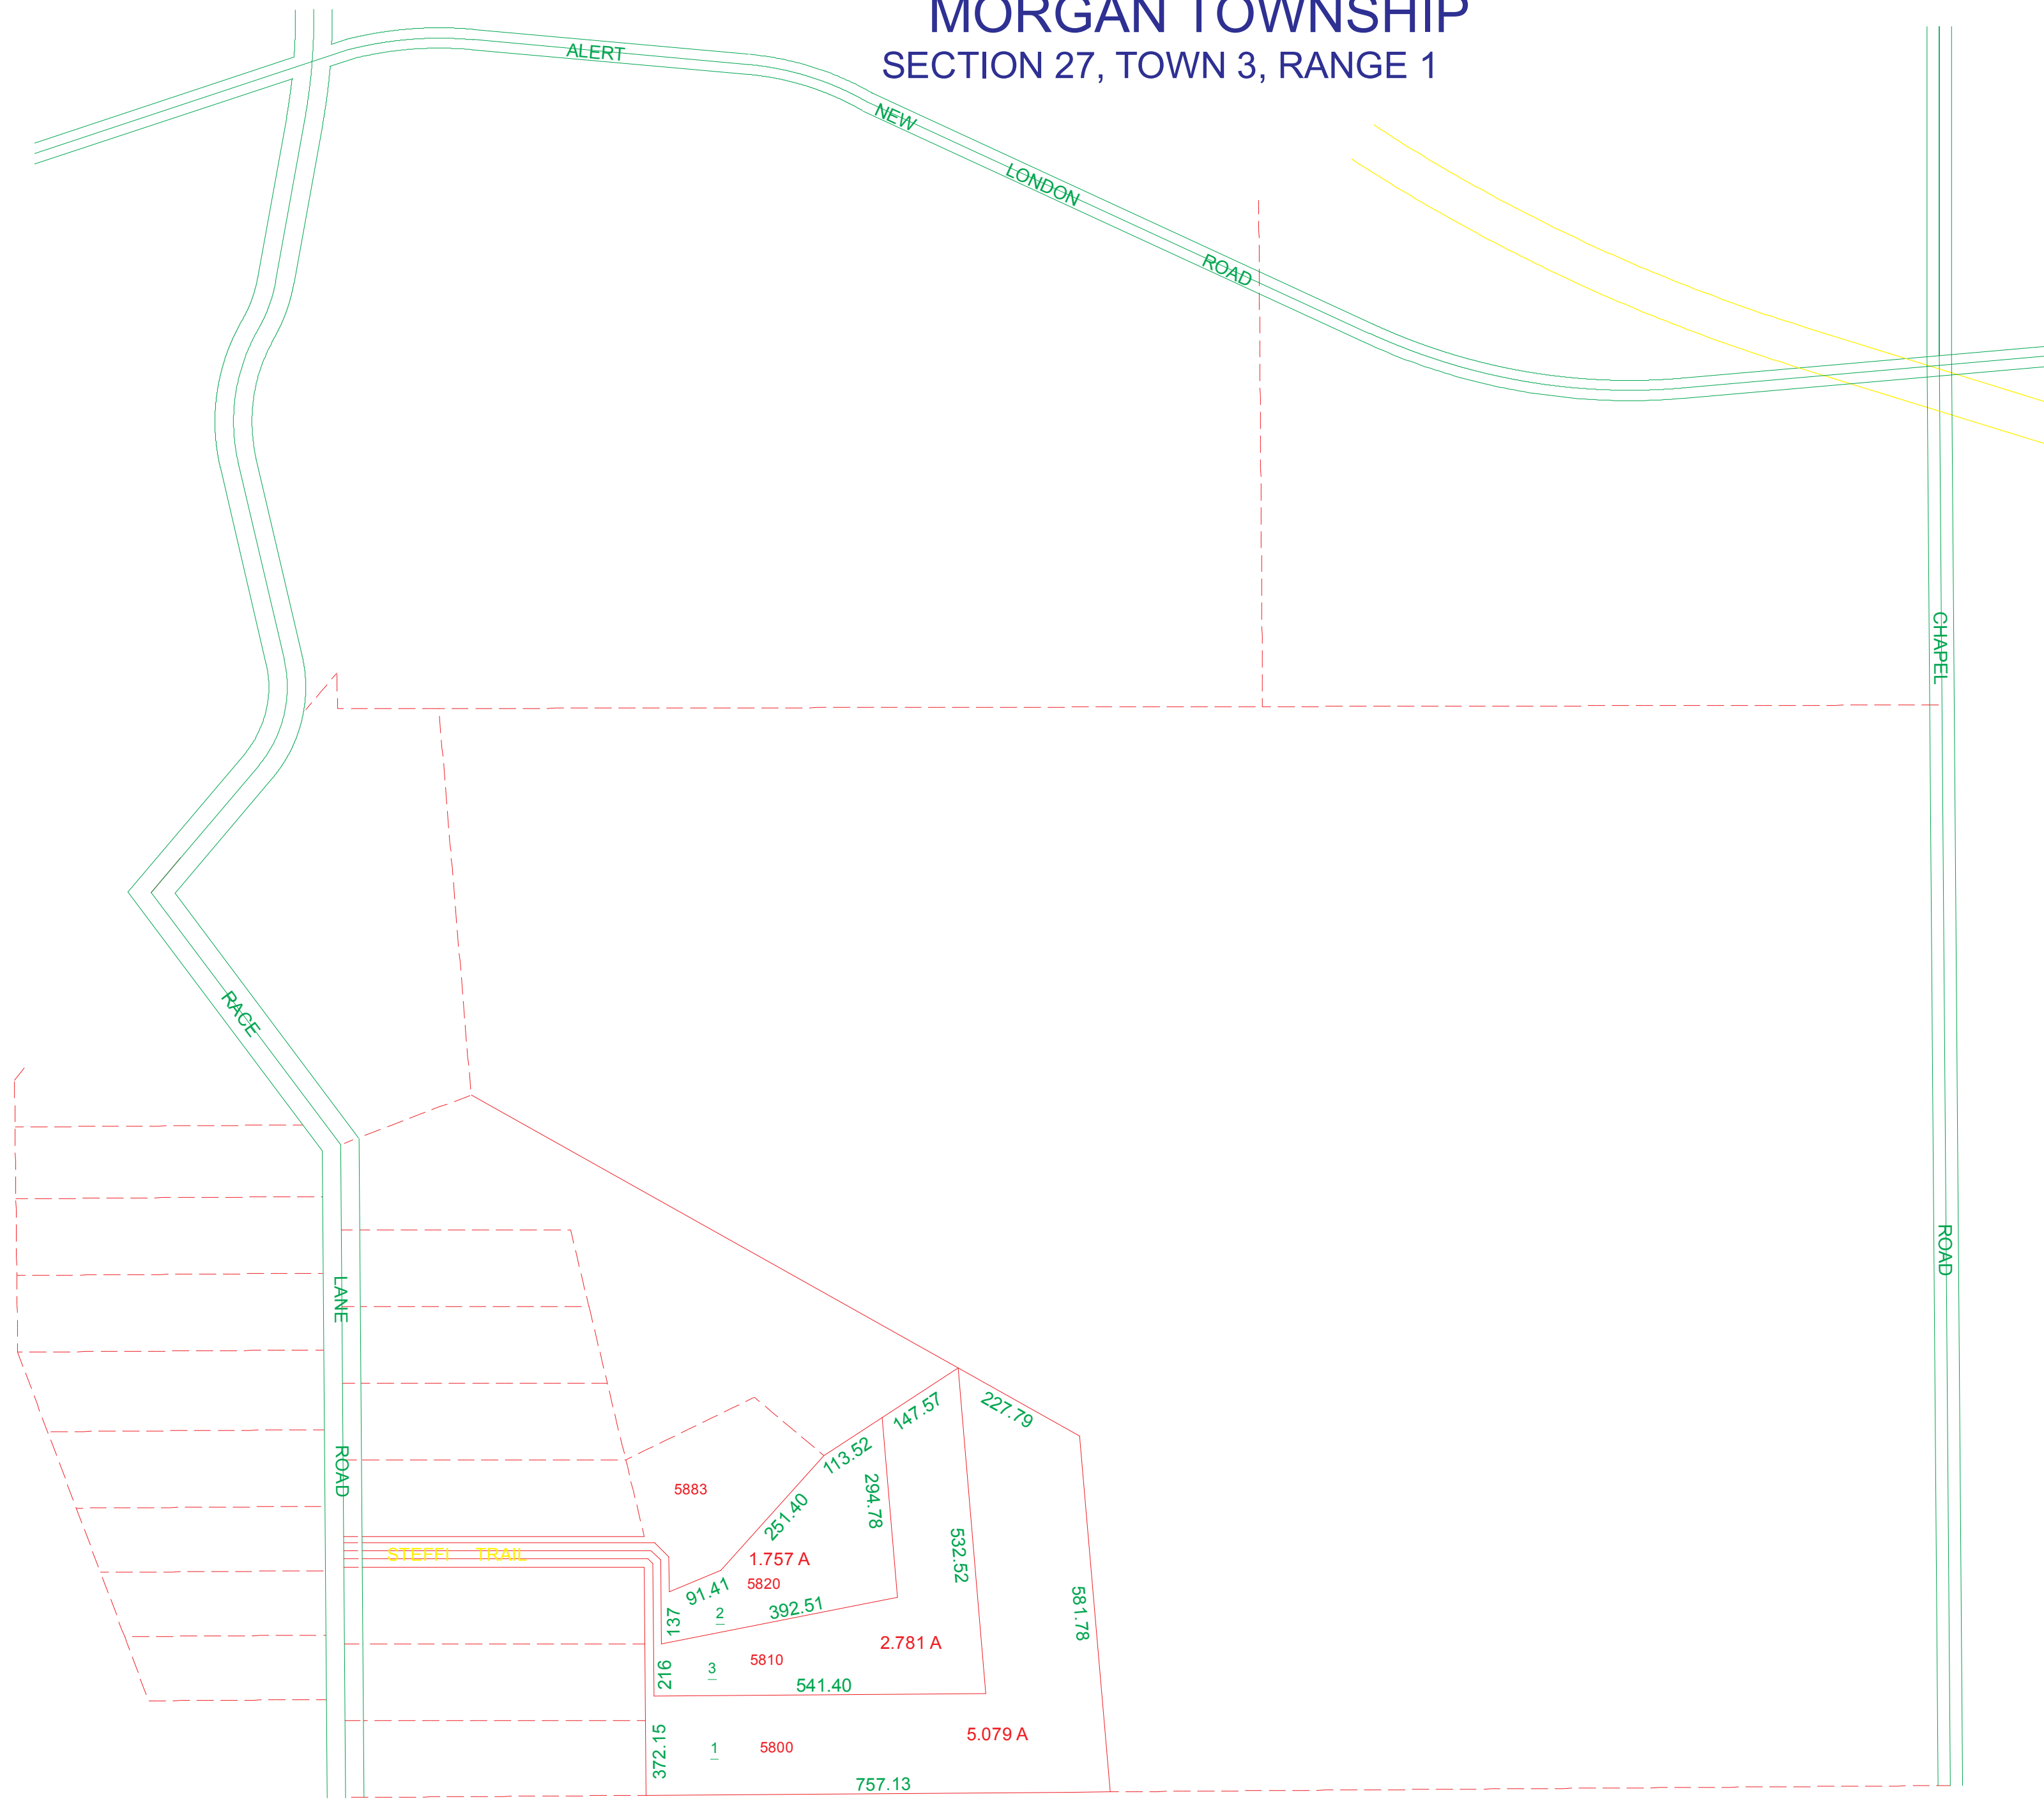 MORGAN TOWNSHIP
SECTION 27, TOWN 3, RANGE 1
ALERT
NEW
LONDON
ROAD
CHAPEL
ROAD
RACE
LANE
ROAD
STEFFI TRAIL
227.79
147.57
113.52
294.78
251.40
5883
532.52
1.757 A
5820
91.41
392.51
137
2
581.78
2.781 A
5810
216
3
541.40
5.079 A
5800
372.15
1
757.13